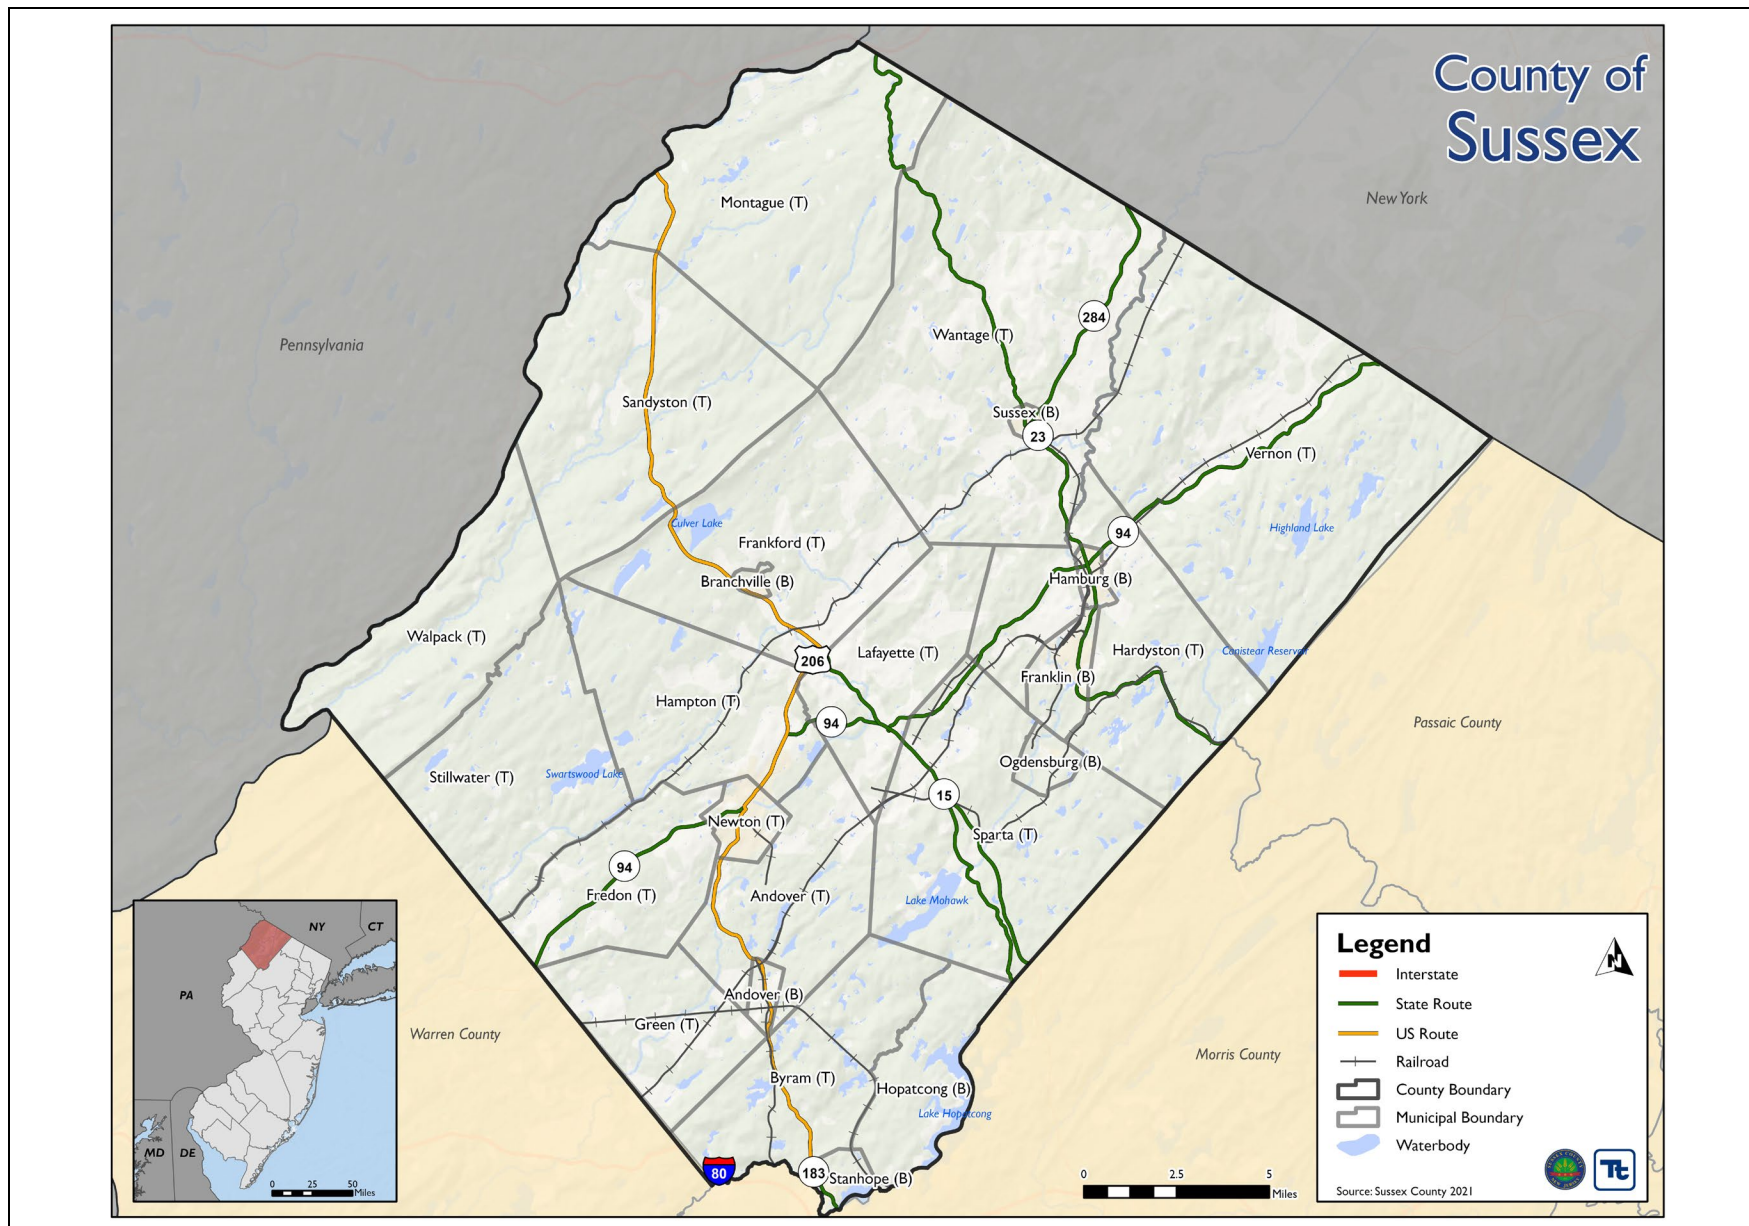 County of
Sussex
New York
Montague (T)
284
Wantage (T)
Pennsylvania
Sandyston (T)
Sussex (B)
23
Vernon (T)
Culver Lake
Highland Lake
94
Frankford (T)
Branchville (B)
Hamburg (B)
Walpack (T)
206
Lafayette (T)
Hardyston (T)
Canistear Reservoir
Franklin (B)
Hampton (T)
94
Passaic County
Ogdensburg (B)
Stillwater (T)
Swartswood Lake
15
Newton (T)
Sparta (T)
94
Fredon (T)
Andover (T)
Lake Mohawk
Andover (B)
Green (T)
Warren County
Morris County
Byram (T)
Hopatcong (B)
Lake Hopatcong
80
183
Stanhope (B)
NY
CT
PA
MD
DE
0 25 50
Miles
0 2.5 5
Miles
Legend
N
Interstate
State Route
US Route
Railroad
County Boundary
Municipal Boundary
Waterbody
Source: Sussex County 2021
Tt